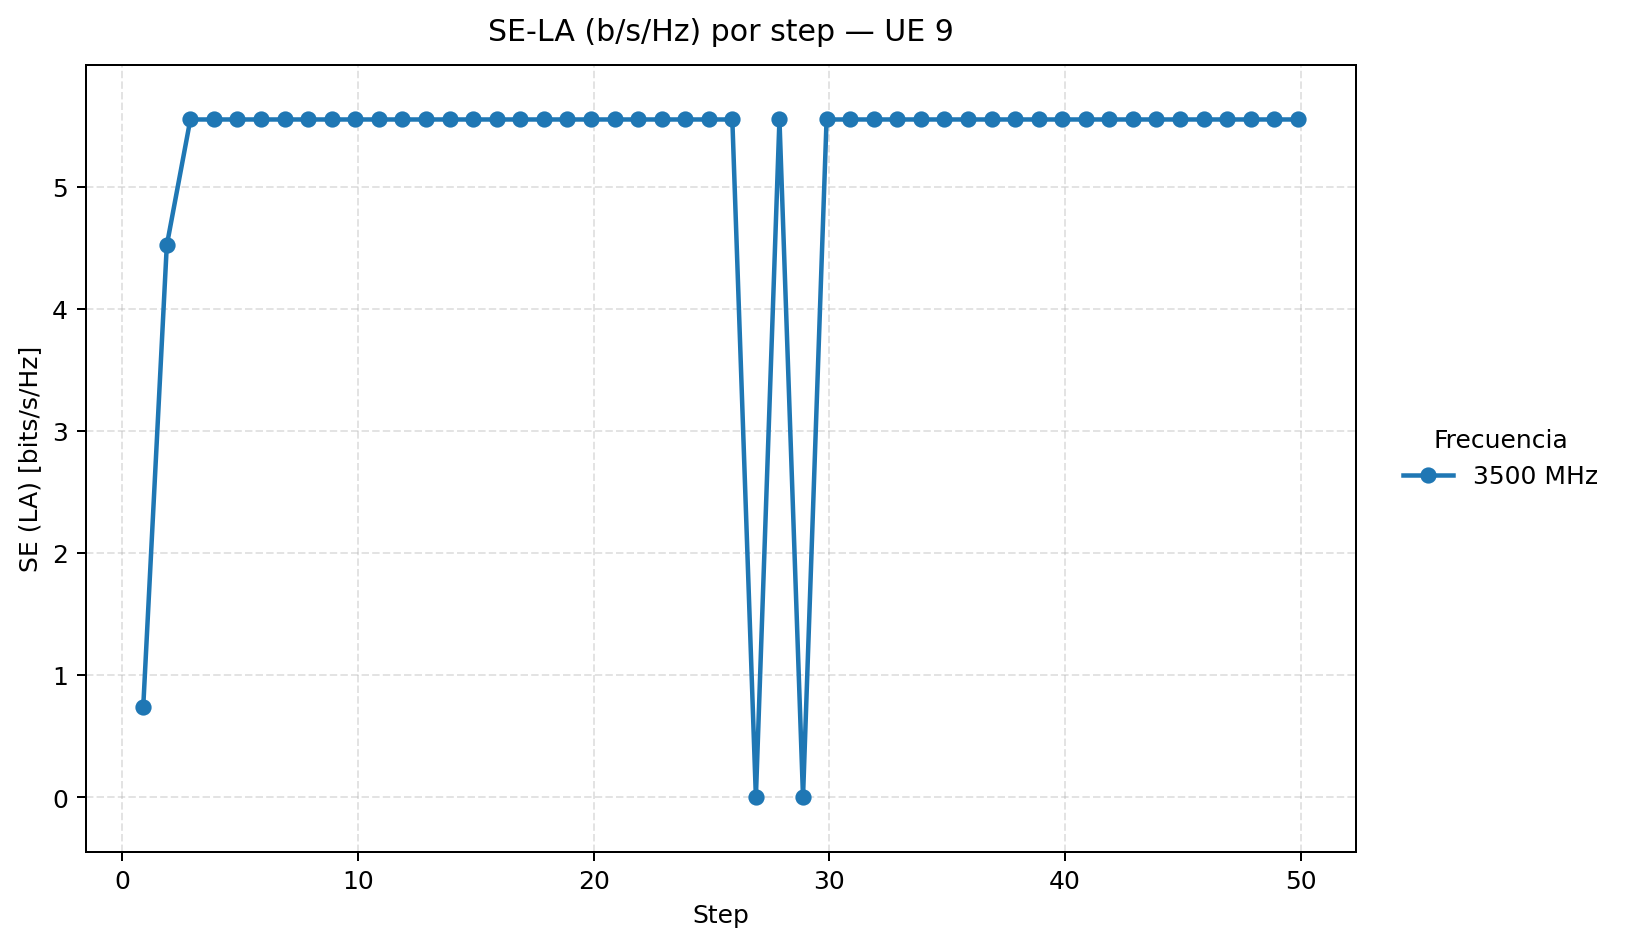 SE-LA (b/s/Hz) por step — UE 9
SE (LA) [bits/s/Hz]
5
4
3
2
1
0
0 10 20 30 40 50
Step
Frecuencia
3500 MHz